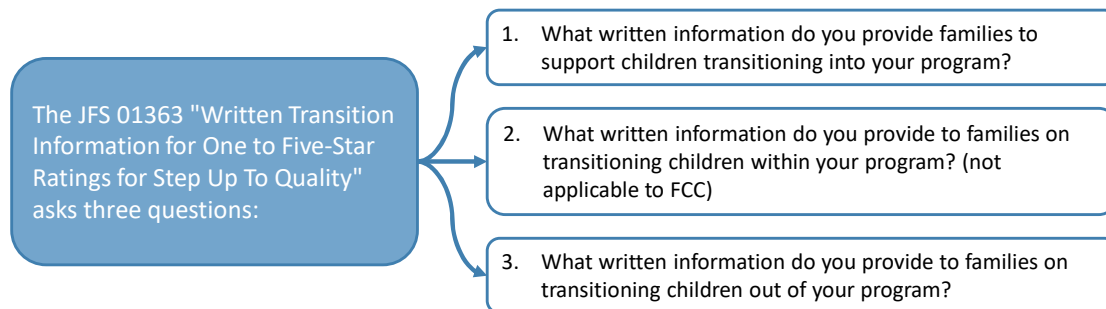 The JFS 01363 "Written Transition
Information for One to Five-Star
Ratings for Step Up To Quality"
asks three questions:
1. What written information do you provide families to
support children transitioning into your program?
2. What written information do you provide to families on
transitioning children within your program? (not
applicable to FCC)
3. What written information do you provide to families on
transitioning children out of your program?